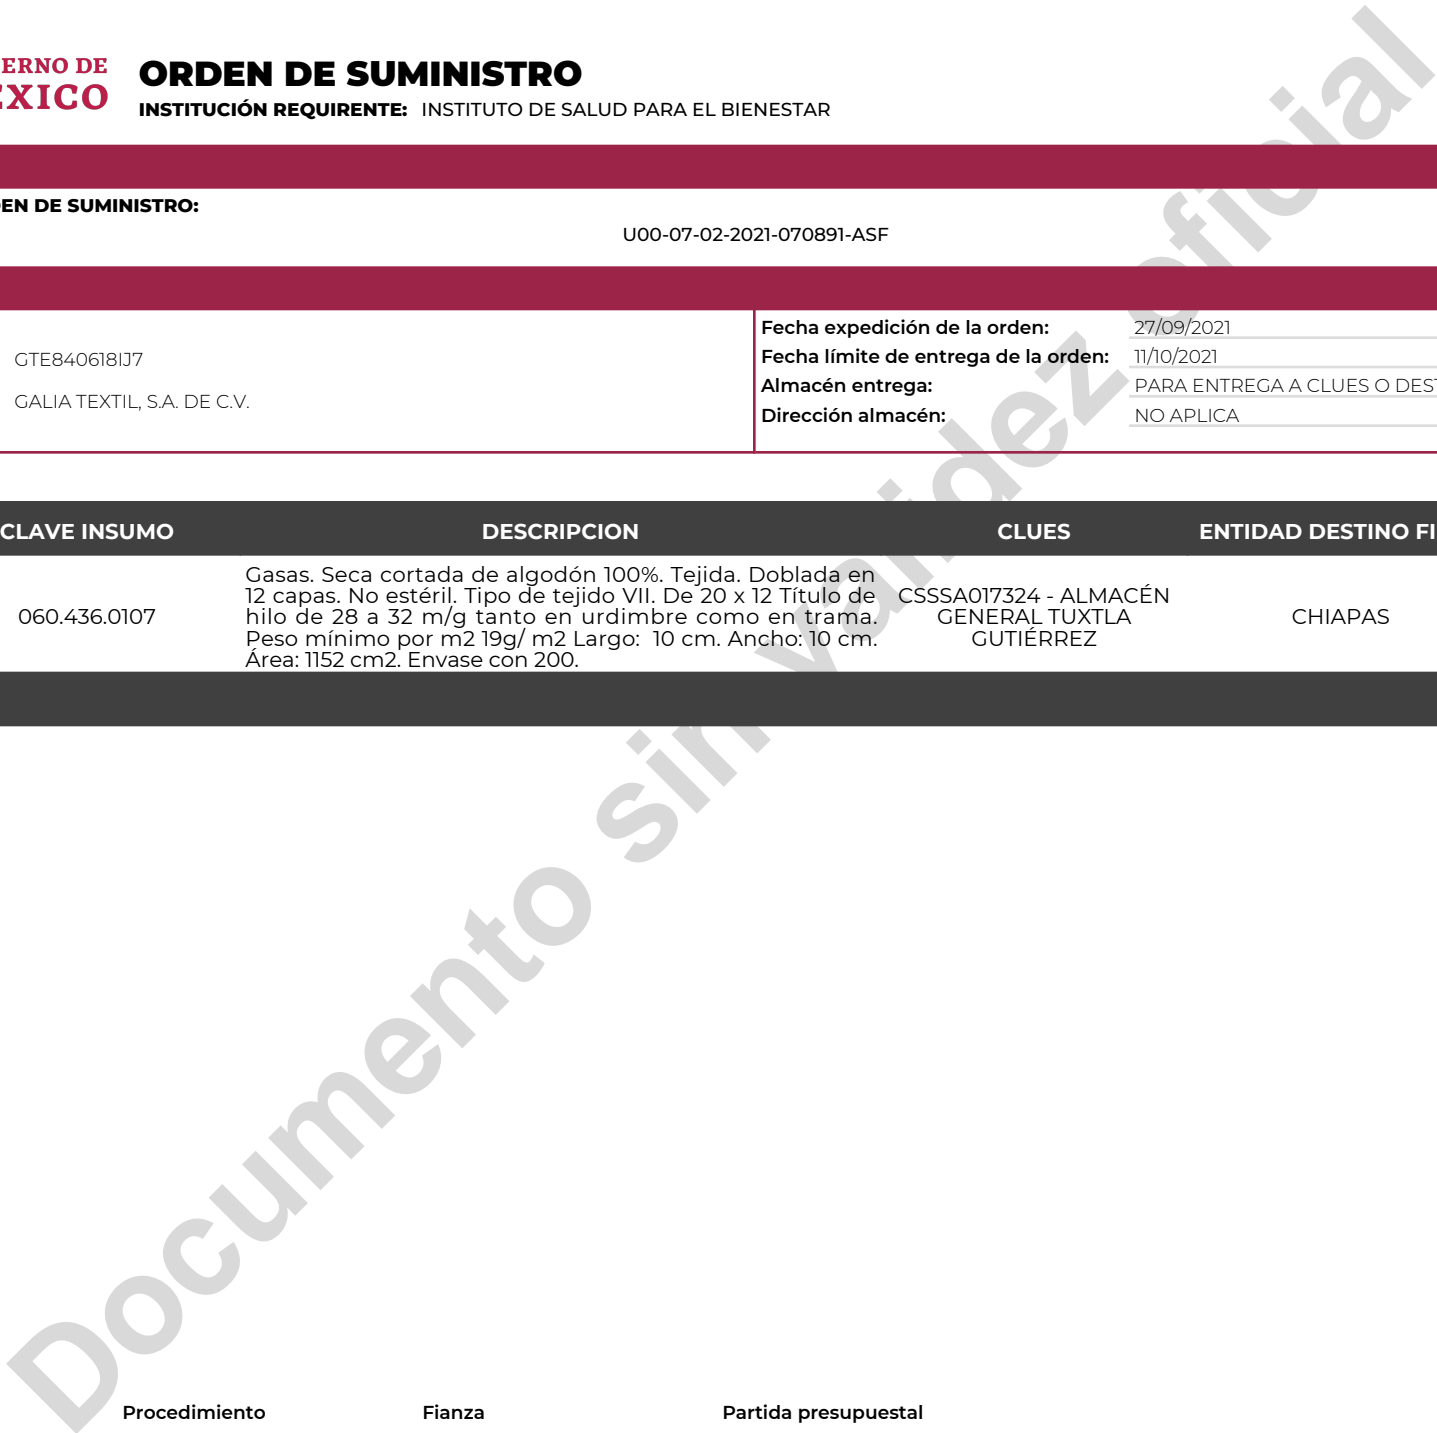 ERNO DE
EXICO
ORDEN DE SUMINISTRO
INSTITUCIÓN REQUIRENTE: INSTITUTO DE SALUD PARA EL BIENESTAR
EN DE SUMINISTRO:
U00-07-02-2021-070891-ASF
GTE840618IJ7
GALIA TEXTIL, S.A. DE C.V.
Fecha expedición de la orden: 27/09/2021
Fecha límite de entrega de la orden: 11/10/2021
Almacén entrega: PARA ENTREGA A CLUES O DEST
Dirección almacén: NO APLICA
CLAVE INSUMO DESCRIPCION CLUES ENTIDAD DESTINO FI
060.436.0107
Gasas. Seca cortada de algodón 100%. Tejida. Doblada en
12 capas. No estéril. Tipo de tejido VII. De 20 x 12 Título de
hilo de 28 a 32 m/g tanto en urdimbre como en trama.
Peso mínimo por m2 19g/ m2 Largo: 10 cm. Ancho: 10 cm.
Área: 1152 cm2. Envase con 200.
CSSSA017324 - ALMACÉN
GENERAL TUXTLA
GUTIÉRREZ
CHIAPAS
Documento sin validez oficial
Procedimiento Fianza Partida presupuestal